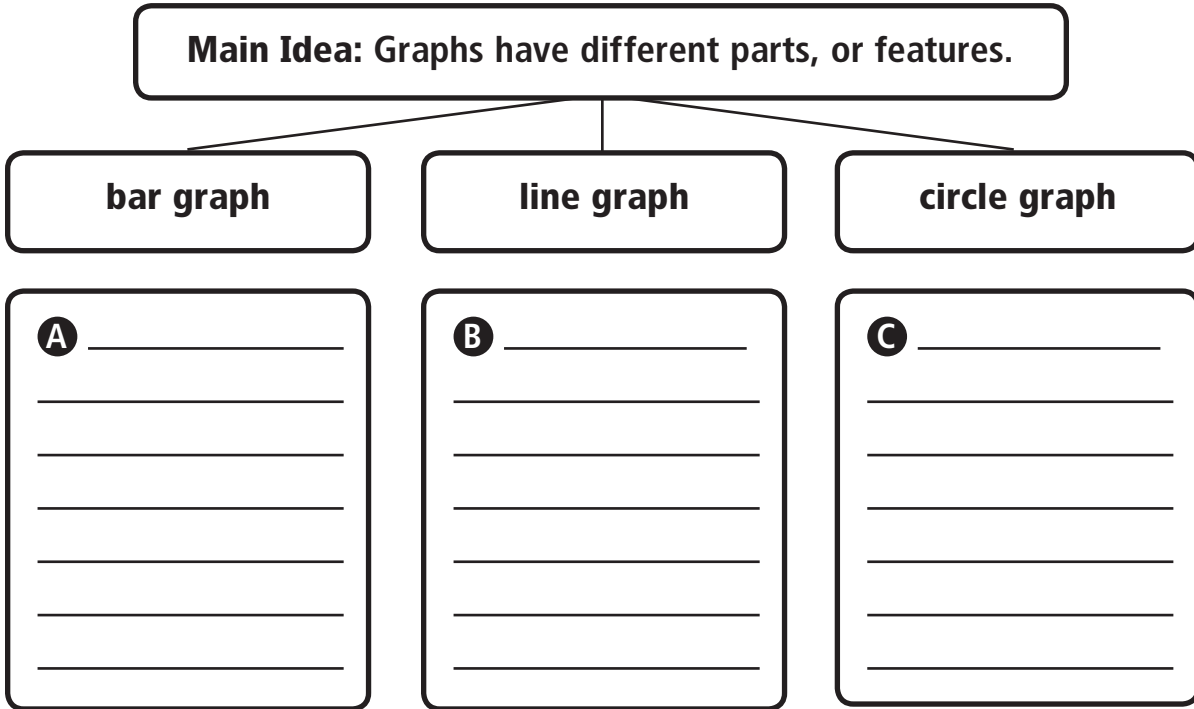 Main Idea: Graphs have different parts, or features.
bar graph
line graph
circle graph
A
B
C